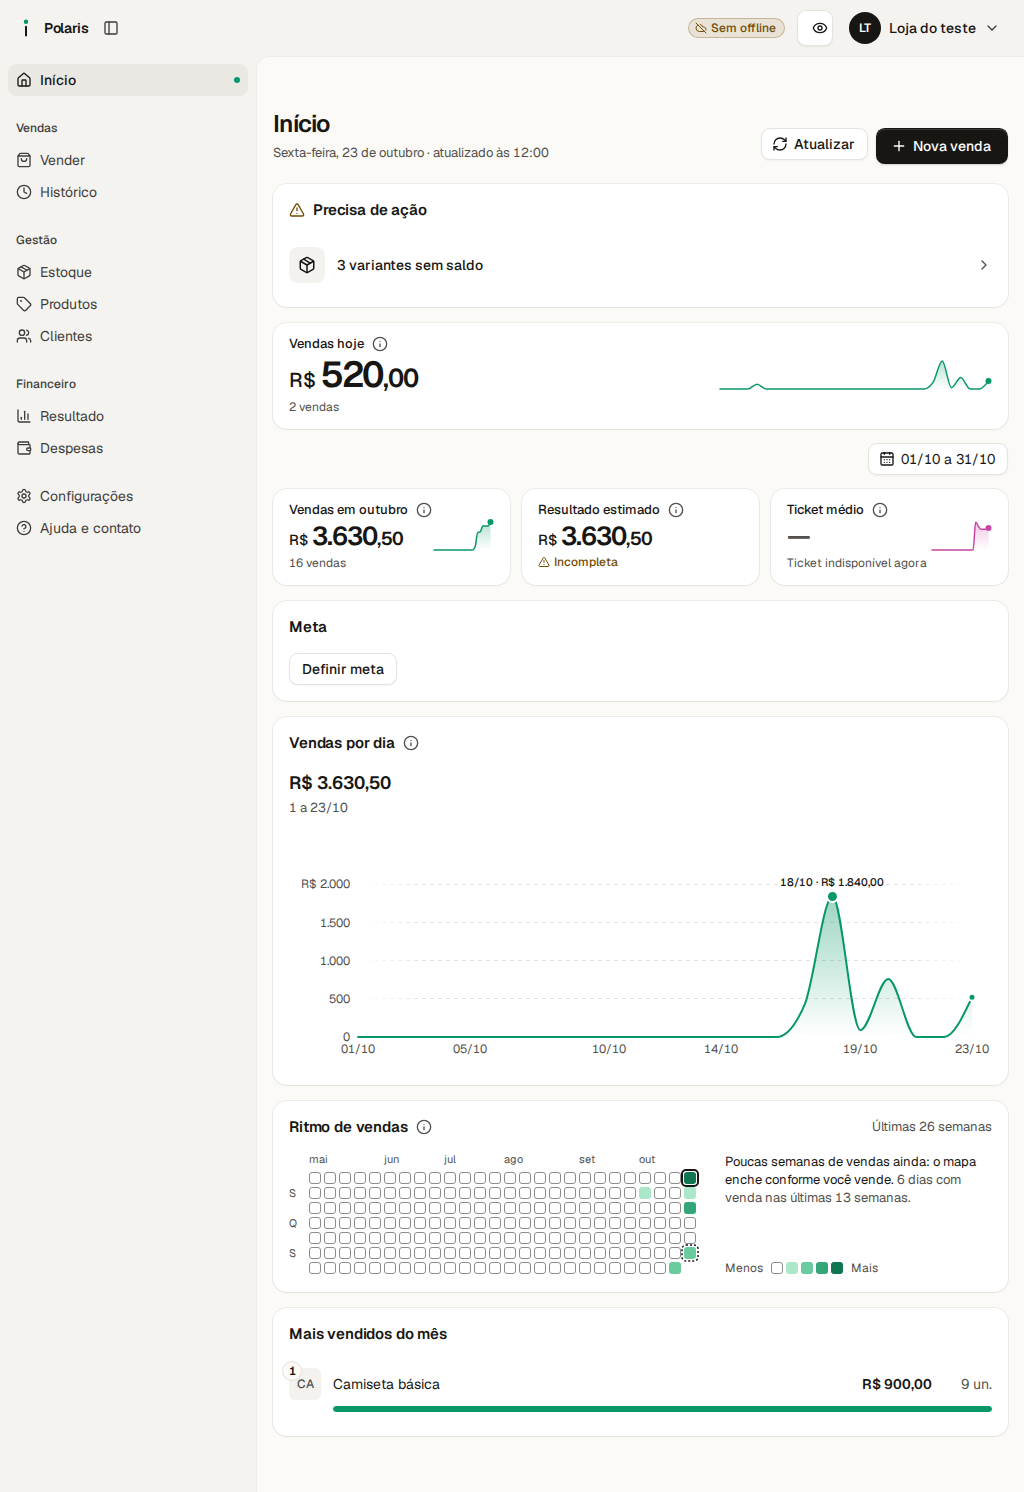 Polaris
Sem offline
LT
Loja do teste
Início
Vendas
Vender
Histórico
Gestão
Estoque
Produtos
Clientes
Financeiro
Resultado
Despesas
Configurações
Ajuda e contato
Início
Sexta-feira, 23 de outubro · atualizado às 12:00
Atualizar
Nova venda
Precisa de ação
3 variantes sem saldo
Vendas hoje
R$ 520,00
2 vendas
01/10 a 31/10
Vendas em outubro
R$ 3.630,50
16 vendas
Resultado estimado
R$ 3.630,50
Incompleta
Ticket médio
—
Ticket indisponível agora
Meta
Definir meta
Vendas por dia
R$ 3.630,50
1 a 23/10
18/10 · R$ 1.840,00
R$ 2.000
1.500
1.000
500
0
01/10 05/10 10/10 14/10 19/10 23/10
Ritmo de vendas
Últimas 26 semanas
mai jun jul ago set out
S
Q
S
Poucas semanas de vendas ainda: o mapa
enche conforme você vende. 6 dias com
venda nas últimas 13 semanas.
Menos
Mais
Mais vendidos do mês
1
CA
Camiseta básica
R$ 900,00
9 un.